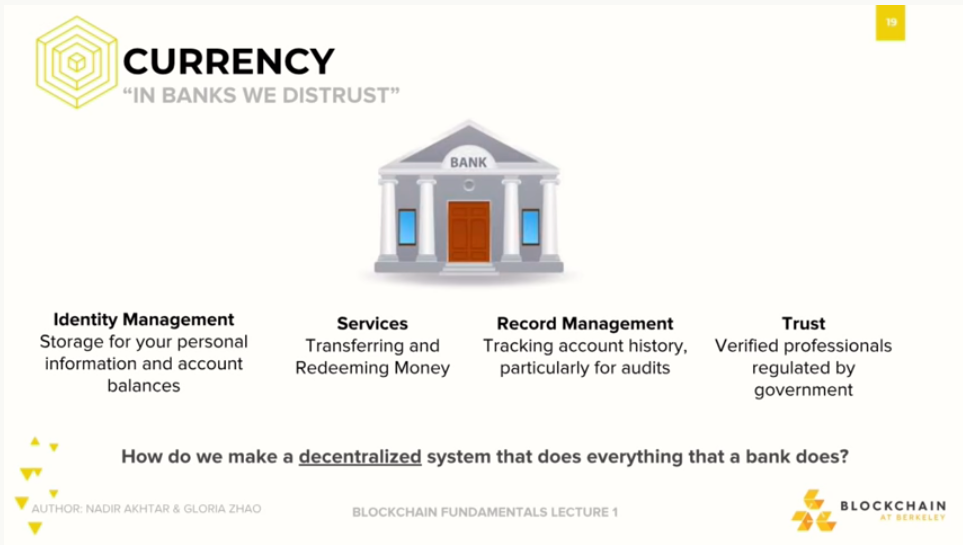 19
CURRENCY
“IN BANKS WE DISTRUST”
BANK
Identity Management
Storage for your personal
information and account
balances
Services
Transferring and
Redeeming Money
Record Management
Tracking account history,
particularly for audits
Trust
Verified professionals
regulated by
government
How do we make a decentralized system that does everything that a bank does?
AUTHOR: NADIR AKHTAR & GLORIA ZHAO
BLOCKCHAIN FUNDAMENTALS LECTURE 1
BLOCKCHAIN
AT BERKELEY